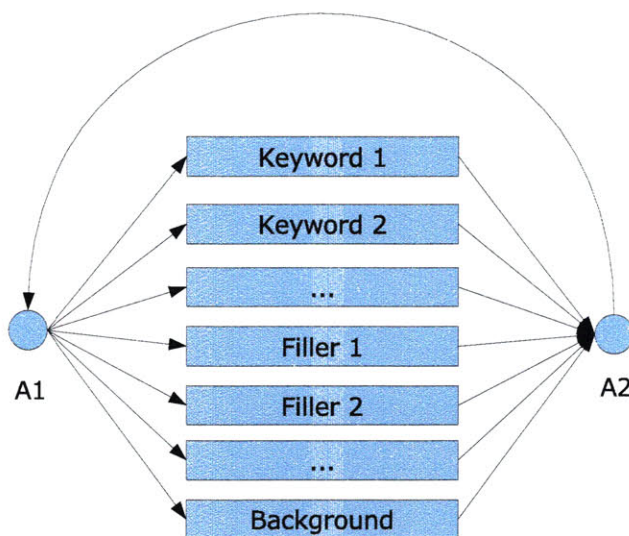 Keyword 1
Keyword 2
...
Filler 1
A1
Filler 2
A2
...
Background